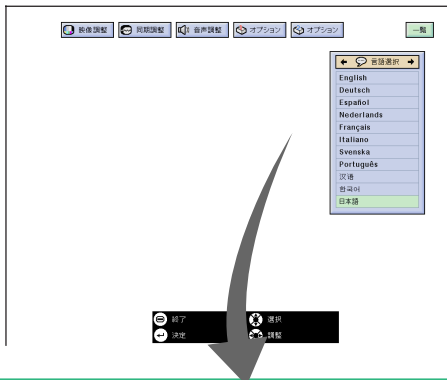 映像調整 同期調整 音声調整 オプション オプション 一覧
言語選択
English
Deutsch
Español
Nederlands
Français
Italiano
Svenska
Português
汉语
한국어
日本語
終了 選択
決定 調整